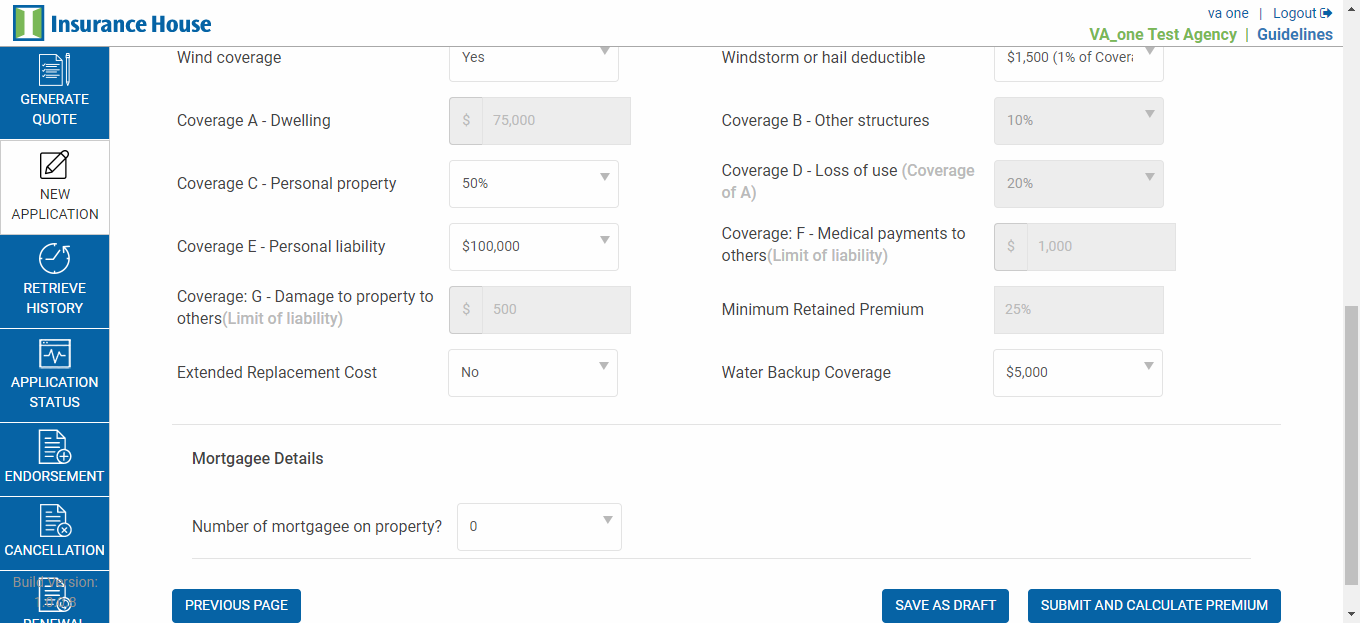 Insurance House
va one | Logout
VA_one Test Agency | Guidelines
GENERATE
QUOTE
NEW
APPLICATION
RETRIEVE
HISTORY
APPLICATION
STATUS
ENDORSEMENT
CANCELLATION
Build Version:
RENEWAL
Wind coverage
Yes
Windstorm or hail deductible
$1,500 (1% of Covera
Coverage A - Dwelling
$ 75,000
Coverage B - Other structures
10%
Coverage C - Personal property
50%
Coverage D - Loss of use (Coverage
of A)
20%
Coverage E - Personal liability
$100,000
Coverage: F - Medical payments to
others(Limit of liability)
$ 1,000
Coverage: G - Damage to property to
others(Limit of liability)
$ 500
Minimum Retained Premium
25%
Extended Replacement Cost
No
Water Backup Coverage
$5,000
Mortgagee Details
Number of mortgagee on property?
0
PREVIOUS PAGE
SAVE AS DRAFT
SUBMIT AND CALCULATE PREMIUM